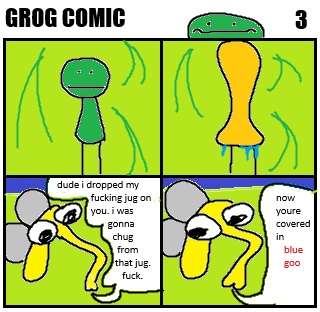 GROG COMIC
3
dude i dropped my
fucking jug on
you. i was
gonna
chug
from
that jug.
fuck.
now
youre
covered
in
blue
goo